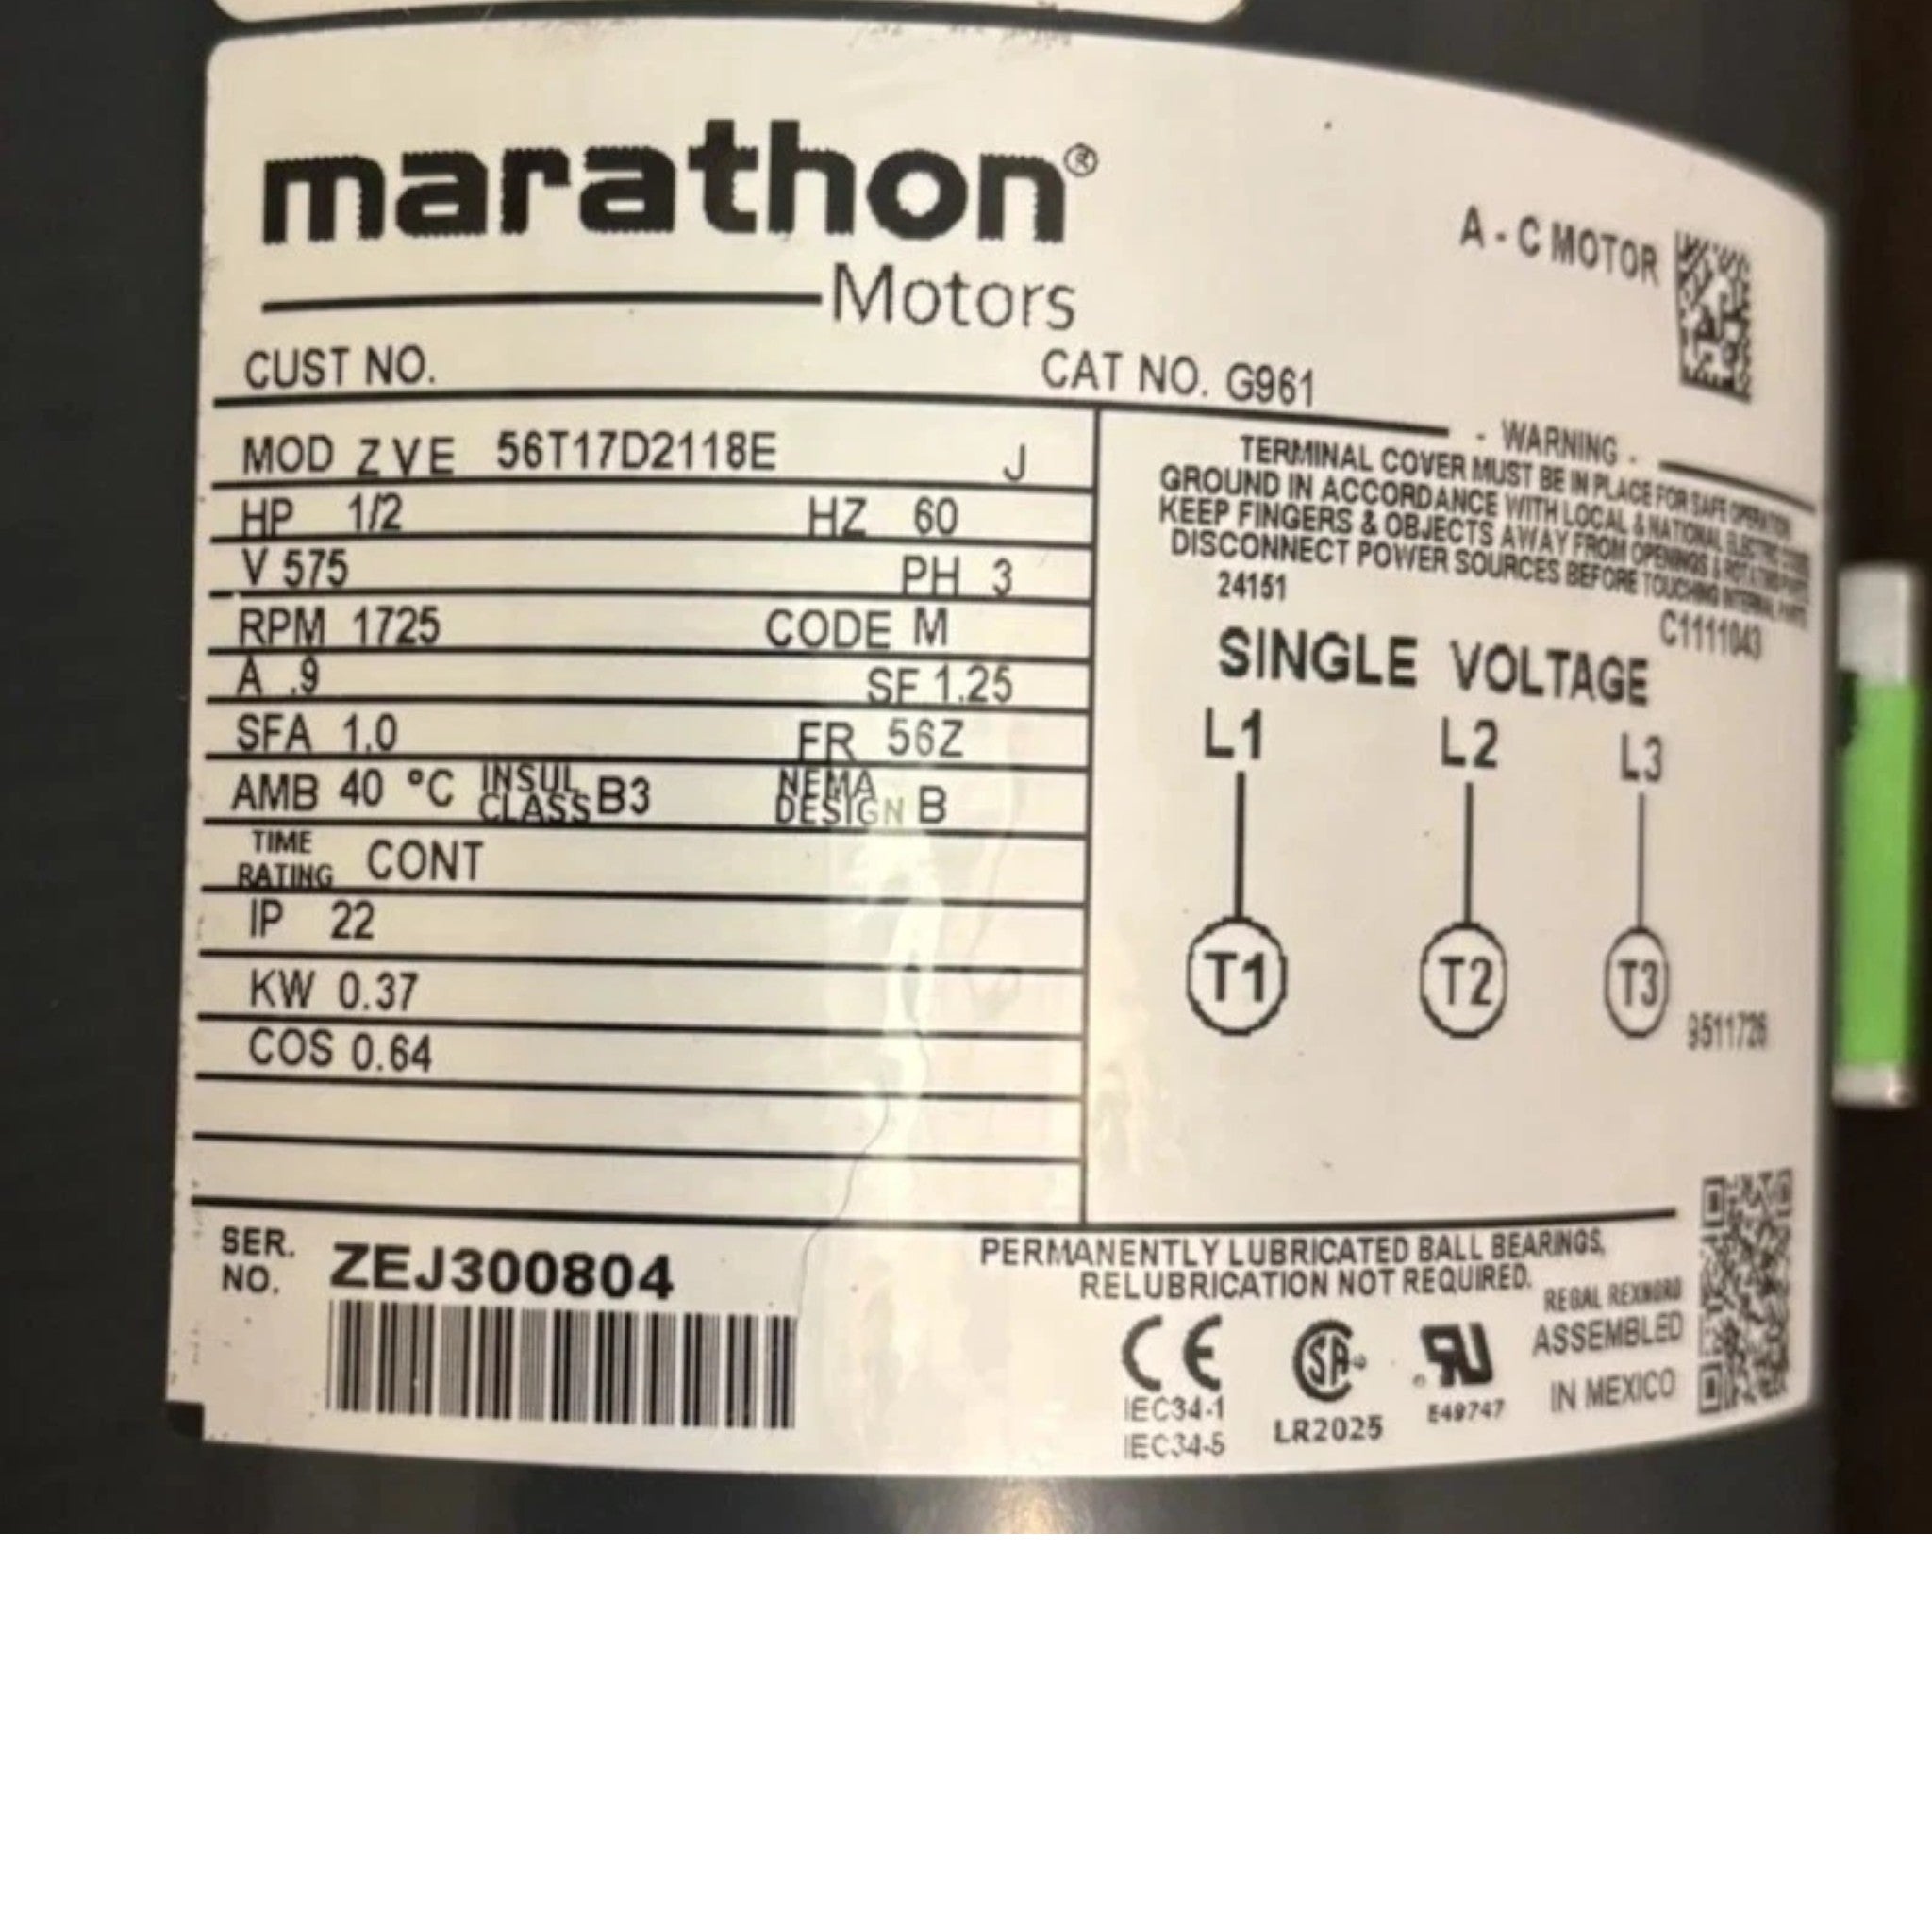 marathon®
Motors
A - C MOTOR
CUST NO.
CAT NO. G961
MOD ZVE 56T17D2118E J
HP 1/2 HZ 60
V 575 PH 3
RPM 1725 CODE M
A .9 SF 1.25
SFA 1.0 FR 56Z
AMB 40 °C INSUL CLASS B3 NEMA DESIGN B
TIME RATING CONT
IP 22
KW 0.37
COS 0.64
- WARNING -
TERMINAL COVER MUST BE IN PLACE FOR SAFE OPERATION
GROUND IN ACCORDANCE WITH LOCAL & NATIONAL ELECTRIC CODE
KEEP FINGERS & OBJECTS AWAY FROM OPENINGS & ROTATING PARTS
DISCONNECT POWER SOURCES BEFORE TOUCHING INTERNAL PARTS
24151
C1111043
SINGLE VOLTAGE
L1 L2 L3
T1 T2 T3
9511726
SER. NO. ZEJ300804
PERMANENTLY LUBRICATED BALL BEARINGS,
RELUBRICATION NOT REQUIRED.
REGAL REXNORD
ASSEMBLED
IN MEXICO
CE
IEC34-1
IEC34-5
SA
LR2025
E49747